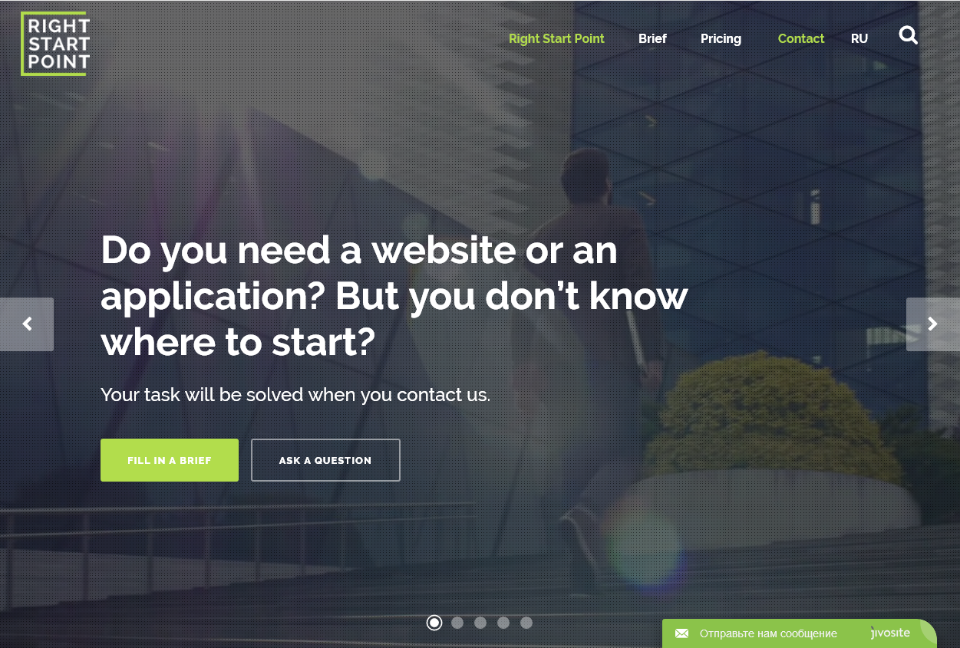 RIGHT
START
POINT
Right Start Point Brief Pricing Contact RU
Do you need a website or an
application? But you don’t know
where to start?
Your task will be solved when you contact us.
FILL IN A BRIEF ASK A QUESTION
Отправьте нам сообщение jivosite